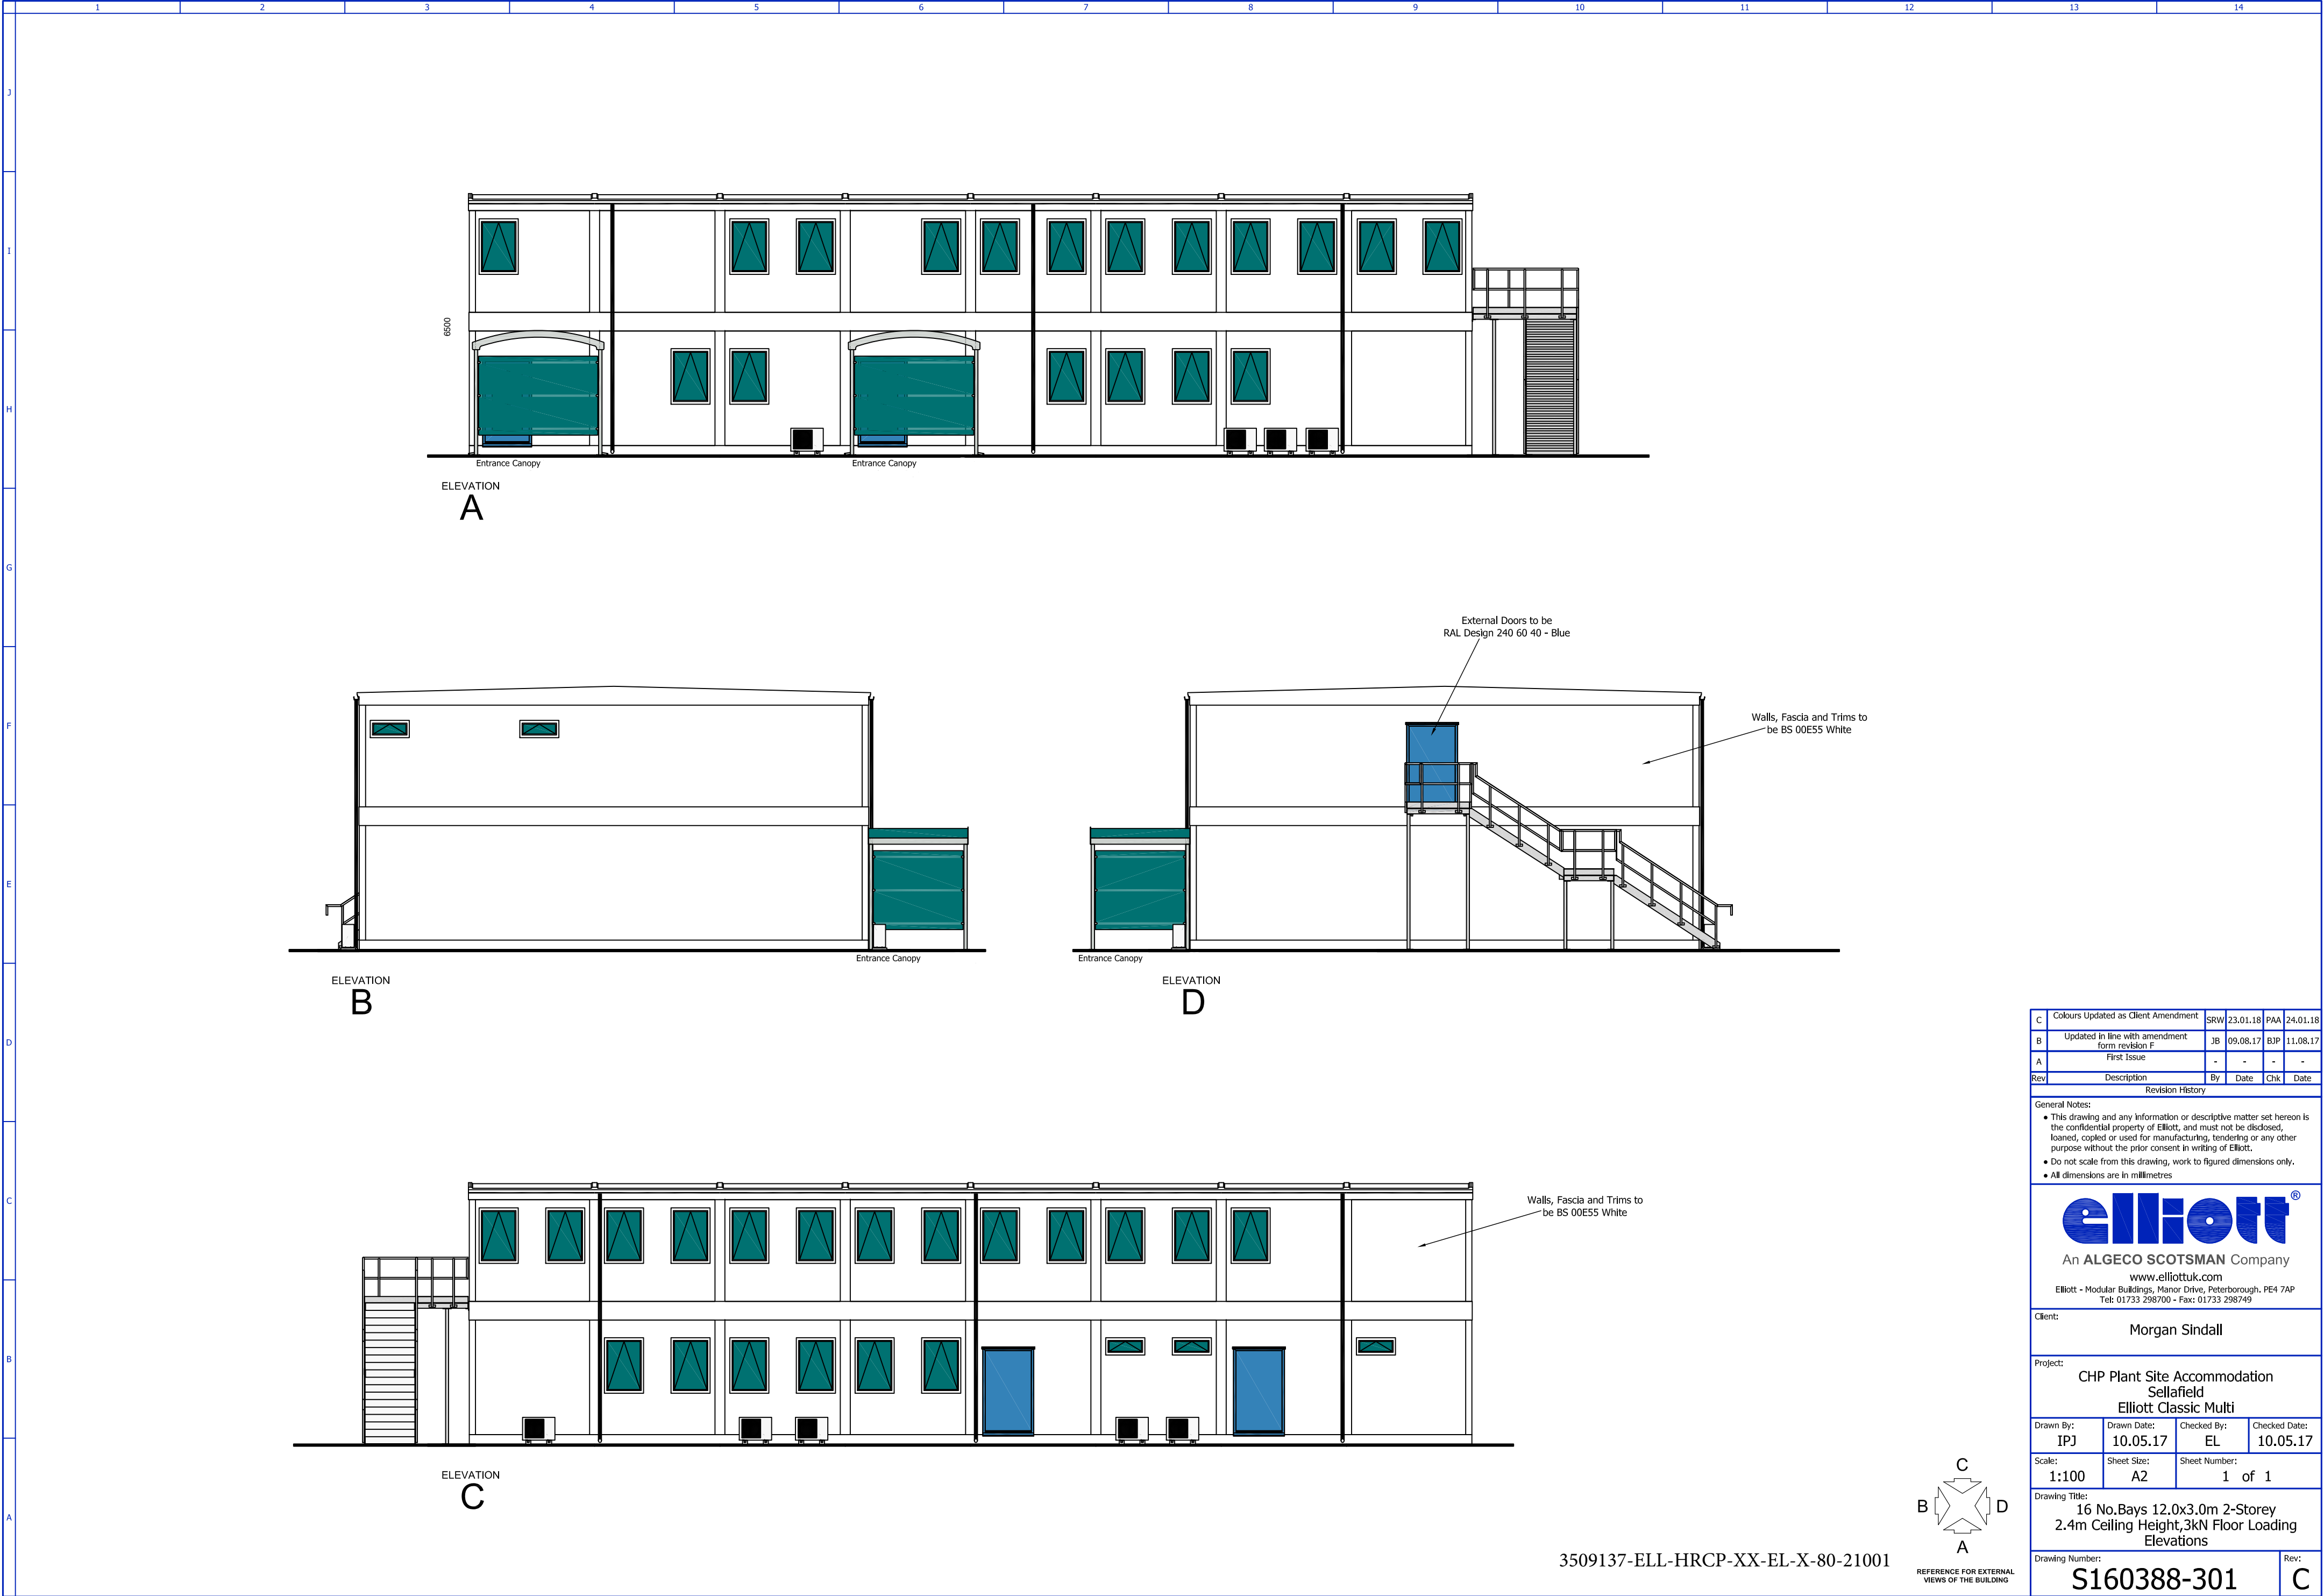 1 2 3 4 5 6 7 8 9 10 11 12 13 14
J
I
H
G
F
E
D
C
B
A
6500
Entrance Canopy
Entrance Canopy
ELEVATION
A
External Doors to be
RAL Design 240 60 40 - Blue
Walls, Fascia and Trims to
be BS 00E55 White
Entrance Canopy
Entrance Canopy
ELEVATION
B
ELEVATION
D
Walls, Fascia and Trims to
be BS 00E55 White
ELEVATION
C
3509137-ELL-HRCP-XX-EL-X-80-21001
C
B D
A
REFERENCE FOR EXTERNAL
VIEWS OF THE BUILDING
C Colours Updated as Client Amendment SRW 23.01.18 PAA 24.01.18
B Updated in line with amendment
form revision F JB 09.08.17 BJP 11.08.17
A First Issue - - - -
Rev Description By Date Chk Date
Revision History
General Notes:
• This drawing and any information or descriptive matter set hereon is
the confidential property of Elliott, and must not be disclosed,
loaned, copied or used for manufacturing, tendering or any other
purpose without the prior consent in writing of Elliott.
• Do not scale from this drawing, work to figured dimensions only.
• All dimensions are in millimetres
elliott®
An ALGECO SCOTSMAN Company
www.elliottuk.com
Elliott - Modular Buildings, Manor Drive, Peterborough. PE4 7AP
Tel: 01733 298700 - Fax: 01733 298749
Client:
Morgan Sindall
Project:
CHP Plant Site Accommodation
Sellafield
Elliott Classic Multi
Drawn By: Drawn Date: Checked By: Checked Date:
IPJ 10.05.17 EL 10.05.17
Scale: Sheet Size: Sheet Number:
1:100 A2 1 of 1
Drawing Title:
16 No.Bays 12.0x3.0m 2-Storey
2.4m Ceiling Height,3kN Floor Loading
Elevations
Drawing Number: Rev:
S160388-301 C